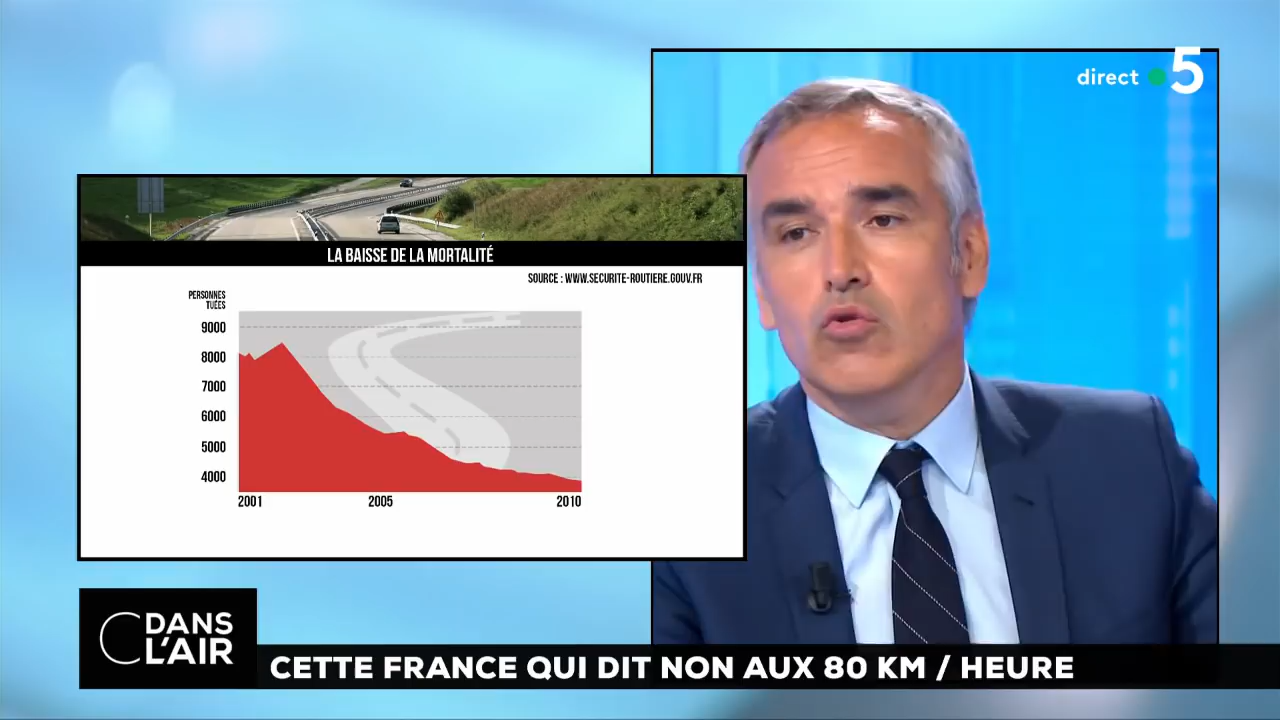 direct 5
LA BAISSE DE LA MORTALITÉ
SOURCE : WWW.SECURITE-ROUTIERE.GOUV.FR
PERSONNES
TUÉES
9000
8000
7000
6000
5000
4000
2001 2005 2010
C DANS
L'AIR
CETTE FRANCE QUI DIT NON AUX 80 KM / HEURE